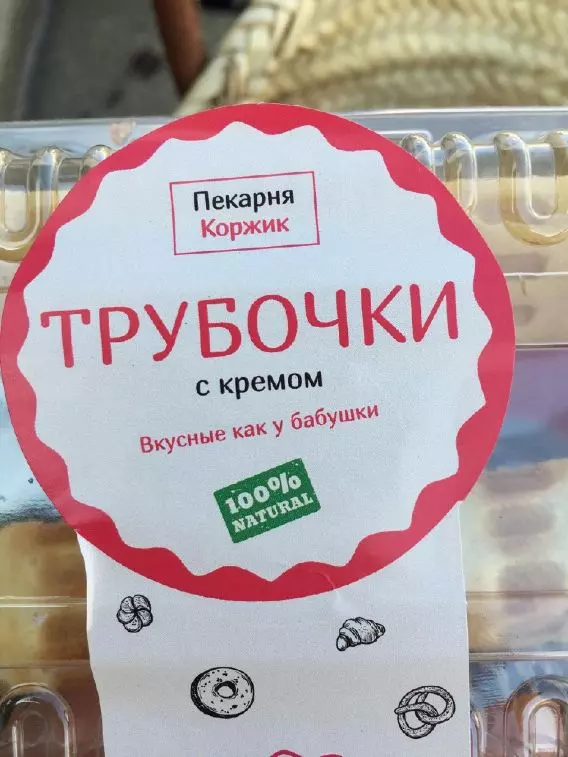 Пекарня
Коржик
ТРУБОЧКИ
с кремом
Вкусные как у бабушки
100%
NATURAL